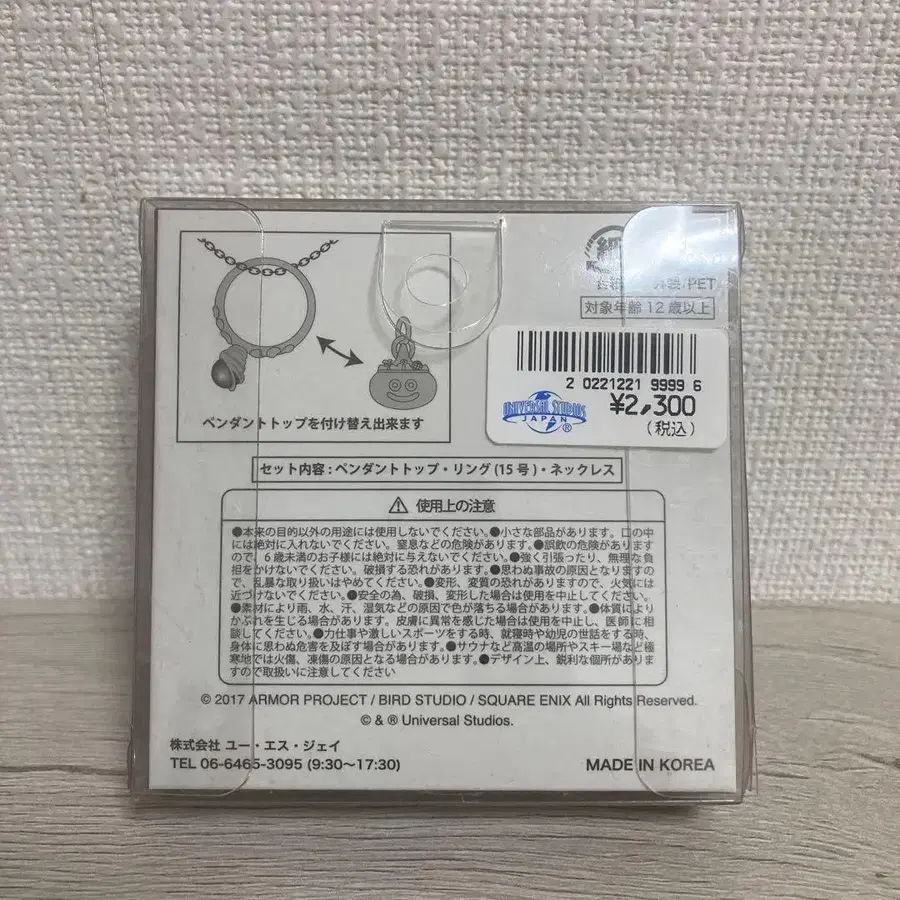 紙
外装/PET
対象年齢12歳以上
2 0221221 9999 6
UNIVERSAL STUDIOS
JAPAN
®
¥2,300
(税込)
ペンダントトップを付け替え出来ます
セット内容:ペンダントトップ・リング(15号)・ネックレス
使用上の注意
●本来の目的以外の用途には使用しないでください。●小さな部品があります。口の中
には絶対に入れないでください。窒息などの危険があります。●誤飲の危険があります
ので、6歳未満のお子様には絶対に与えないでください。●強く引張ったり、無理な負
担をかけないでください。破損する恐れがあります。●思わぬ事故の原因となりますの
で、乱暴な取り扱いはやめてください。●変形、変質の恐れがありますので、火気には
近づけないでください。●安全の為、破損、変形した場合は使用を中止してください。
●素材により雨、水、汗、湿気などの原因で色が落ちる場合があります。●体質により
かぶれを生じる場合があります。皮膚に異常を感じた場合は使用を中止し、医師に相
談してください。●力仕事や激しいスポーツをする時、就寝時や幼児の世話をする時、
身体に思わぬ危害を及ぼす場合があります。●サウナなど高温の場所やスキー場など極
寒地では火傷、凍傷の原因となる場合があります。●デザイン上、鋭利な個所がありま
すので取扱いに注意してください
© 2017 ARMOR PROJECT / BIRD STUDIO / SQUARE ENIX All Rights Reserved.
© & ® Universal Studios.
株式会社 ユー・エス・ジェイ
TEL 06-6465-3095 (9:30～17:30)
MADE IN KOREA